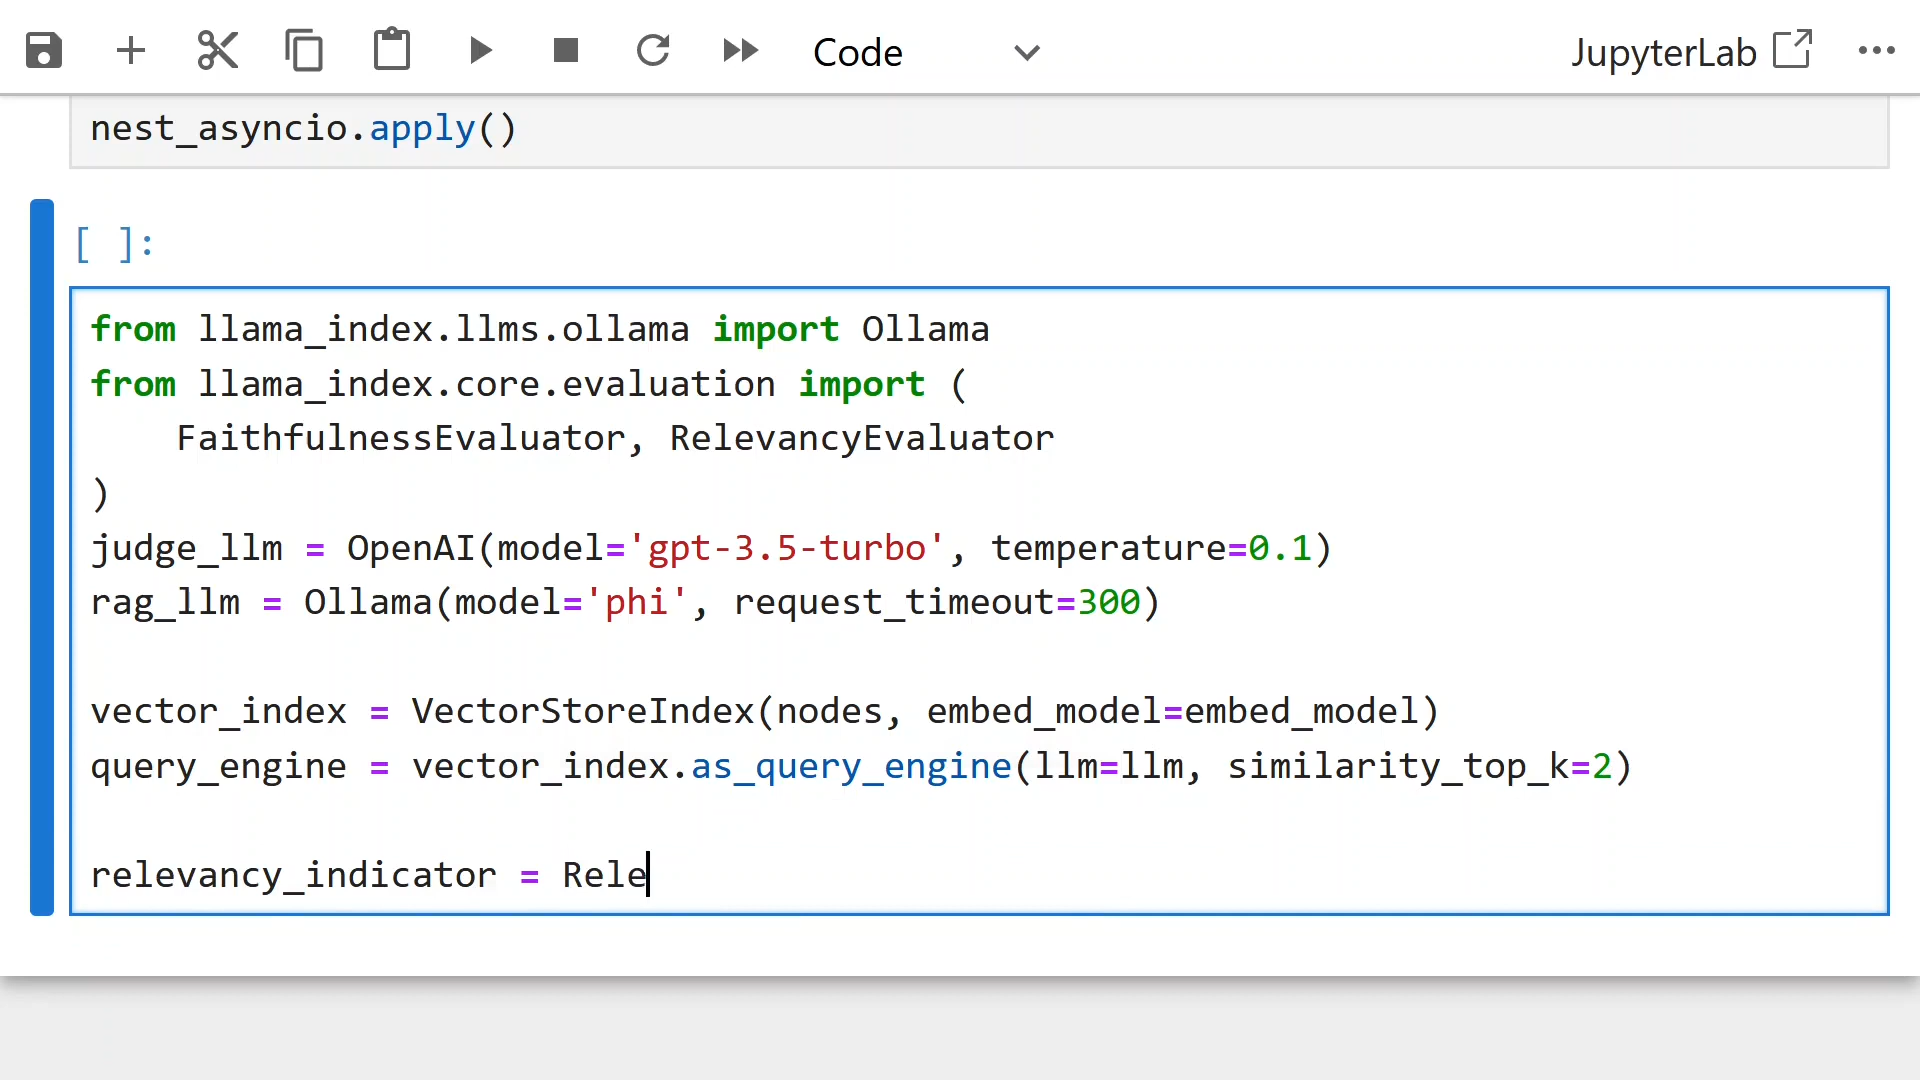 Code
JupyterLab
nest_asyncio.apply()
[ ]:
from llama_index.llms.ollama import Ollama
from llama_index.core.evaluation import (
    FaithfulnessEvaluator, RelevancyEvaluator
)
judge_llm = OpenAI(model='gpt-3.5-turbo', temperature=0.1)
rag_llm = Ollama(model='phi', request_timeout=300)
vector_index = VectorStoreIndex(nodes, embed_model=embed_model)
query_engine = vector_index.as_query_engine(llm=llm, similarity_top_k=2)
relevancy_indicator = Rele